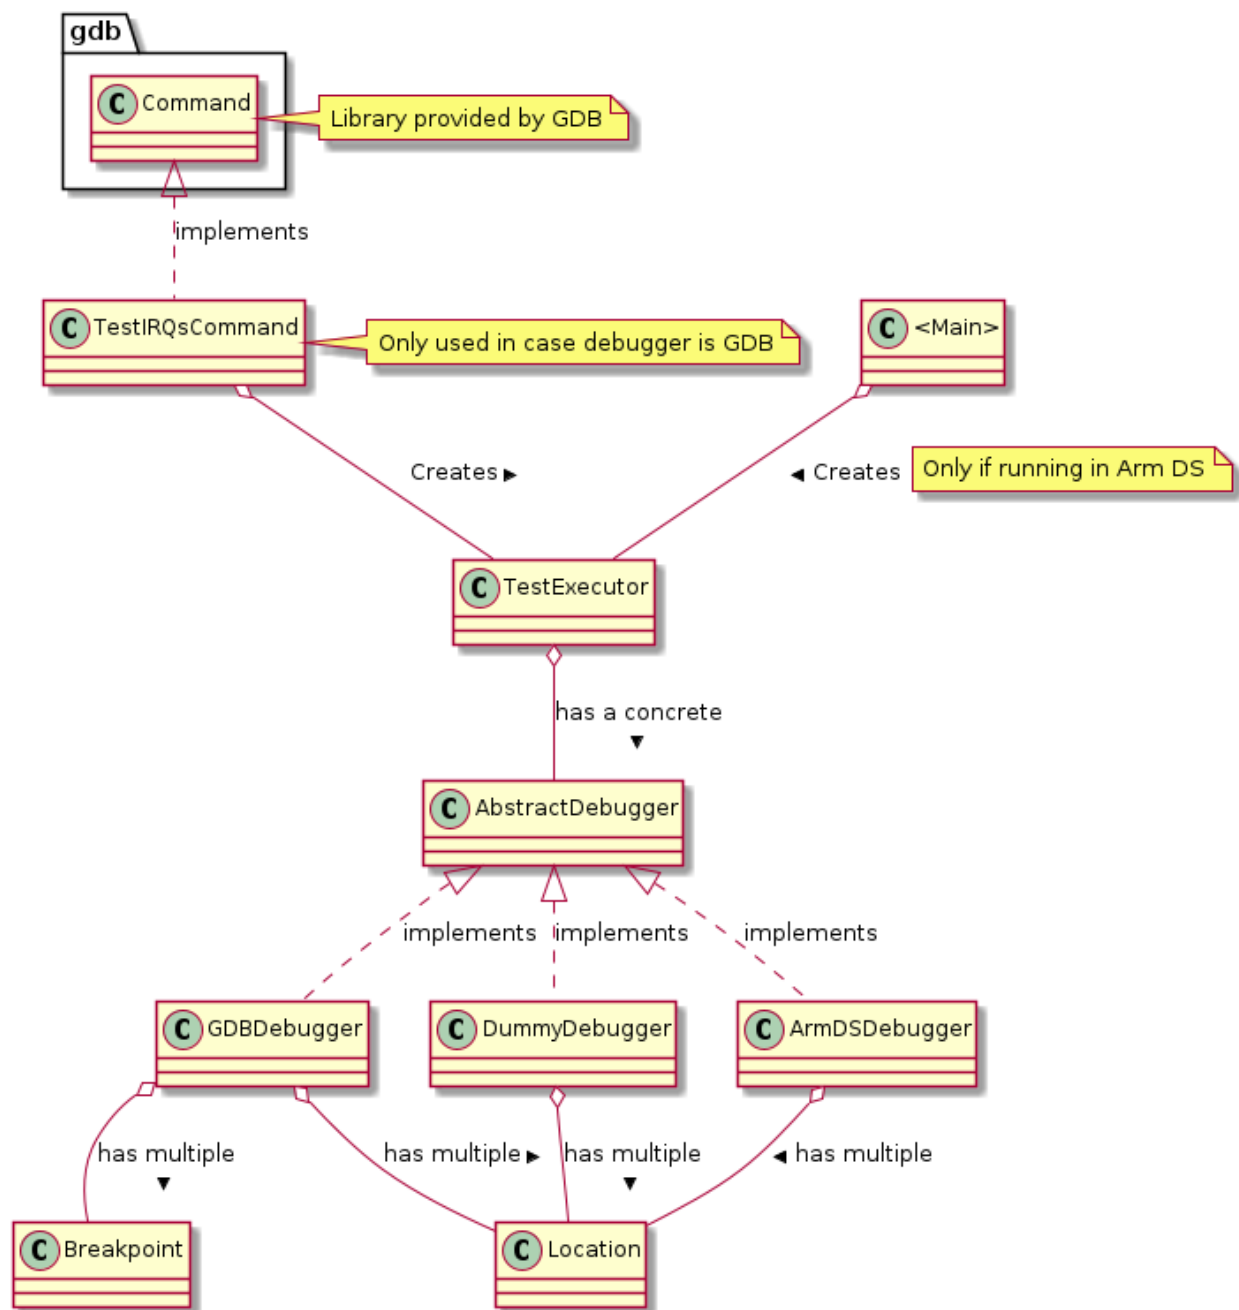 gdb
C Command
Library provided by GDB
implements
C TestIRQsCommand
Only used in case debugger is GDB
C <Main>
Creates ►
◄ Creates
Only if running in Arm DS
C TestExecutor
has a concrete
▼
C AbstractDebugger
implements
implements
implements
C GDBDebugger
C DummyDebugger
C ArmDSDebugger
has multiple
▼
has multiple ►
has multiple
▼
◄ has multiple
C Breakpoint
C Location